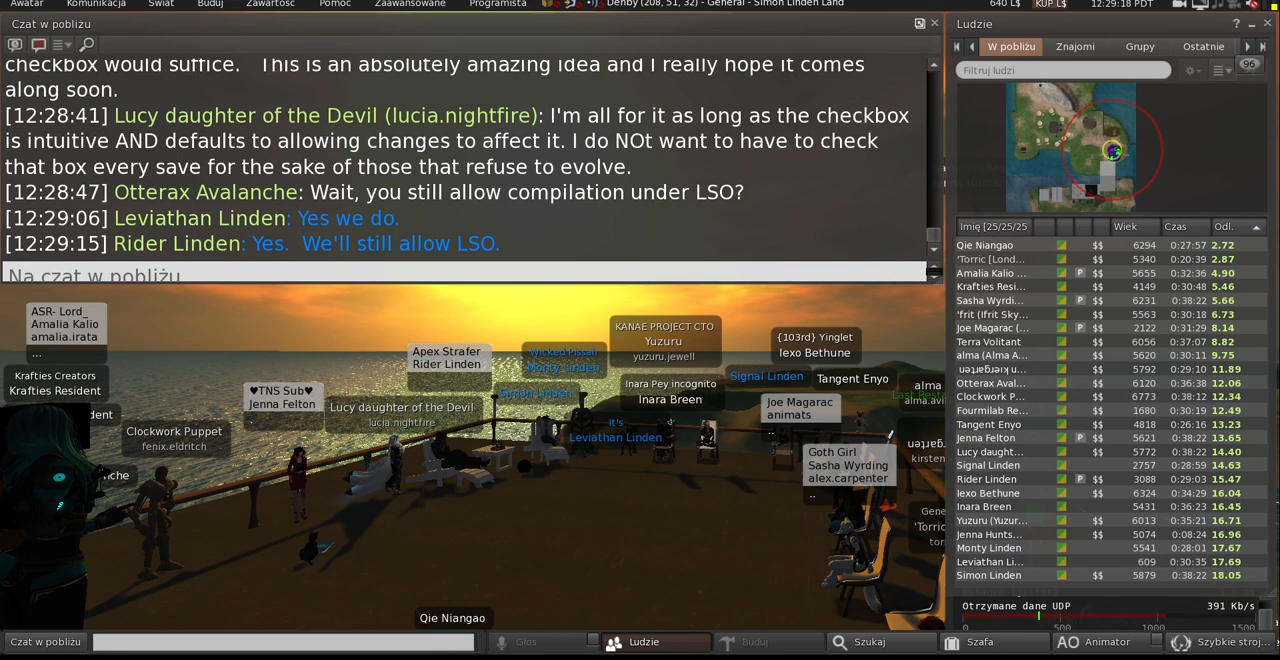 Awatar Komunikacja Świat Buduj Zawartość Pomoc Zaawansowane Programista Denby (208, 51, 32) - General - Simon Linden Land 640 L$ KUP L$ 12:29:18 PDT
Czat w pobliżu
checkbox would suffice. This is an absolutely amazing idea and I really hope it comes
along soon.
[12:28:41] Lucy daughter of the Devil (lucia.nightfire): I'm all for it as long as the checkbox
is intuitive AND defaults to allowing changes to affect it. I do NOt want to have to check
that box every save for the sake of those that refuse to evolve.
[12:28:47] Otterax Avalanche: Wait, you still allow compilation under LSO?
[12:29:06] Leviathan Linden: Yes we do.
[12:29:15] Rider Linden: Yes. We'll still allow LSO.
Na czat w pobliżu
ASR- Lord_
Amalia Kalio
amalia.irata
...
Krafties Creators
Krafties Resident
dent
Clockwork Puppet
fenix.eldritch
♥TNS Sub♥
Jenna Felton
Lucy daughter of the Devil
lucia.nightfire
Apex Strafer
Rider Linden
Wicked Pissah
Monty Linden
Simon Linden
KANAE PROJECT CTO
Yuzuru
yuzuru.jewell
Inara Pey incognito
Inara Breen
It's
Leviathan Linden
{103rd} Yinglet
Iexo Bethune
Signal Linden
Tangent Enyo
Joe Magarac
animats
..
alma
alma.avi
Goth Girl
Sasha Wyrding
alex.carpenter
..
kirsten
Gene
'Torric
tor
Qie Niangao
Ludzie
W pobliżu Znajomi Grupy Ostatnie
Filtruj ludzi
96
Imię [25/25/25 Wiek Czas Odl.
Qie Niangao $$ 6294 0:27:57 2.72
'Torric [Lond... $$ 5340 0:20:39 2.87
Amalia Kalio ... P $$ 5655 0:32:36 4.90
Krafties Resi... $$ 4149 0:30:48 5.46
Sasha Wyrdi... P $$ 6231 0:38:22 5.66
'frit (Ifrit Sky... $$ 5563 0:30:18 6.73
Joe Magarac (... P $$ 2122 0:31:29 8.14
Terra Volitant $$ 6056 0:37:07 8.82
alma (Alma A... $$ 5620 0:30:11 9.75
$$ 5792 0:29:10 11.89
Otterax Aval... $$ 6120 0:36:38 12.06
Clockwork P... $$ 6773 0:38:12 12.34
Fourmilab Re... $$ 1680 0:30:19 12.49
Tangent Enyo $$ 4818 0:26:16 13.23
Jenna Felton P $$ 5621 0:38:22 13.65
Lucy daught... $$ 5772 0:38:22 14.40
Signal Linden 2757 0:28:59 14.63
Rider Linden P $$ 3088 0:29:03 15.47
Iexo Bethune $$ 6324 0:34:29 16.04
Inara Breen 5431 0:36:23 16.45
Yuzuru (Yuzur... $$ 6013 0:35:21 16.71
Jenna Hunts... $$ 5074 0:08:24 16.96
Monty Linden 5541 0:28:01 17.67
Leviathan Li... 609 0:30:35 17.69
Simon Linden $$ 5879 0:38:22 18.05
Otrzymane dane UDP 391 Kb/s
0 500 1000 1500
Czat w pobliżu Głos Ludzie Buduj Szukaj Szafa AO Animator Szybkie stroj...